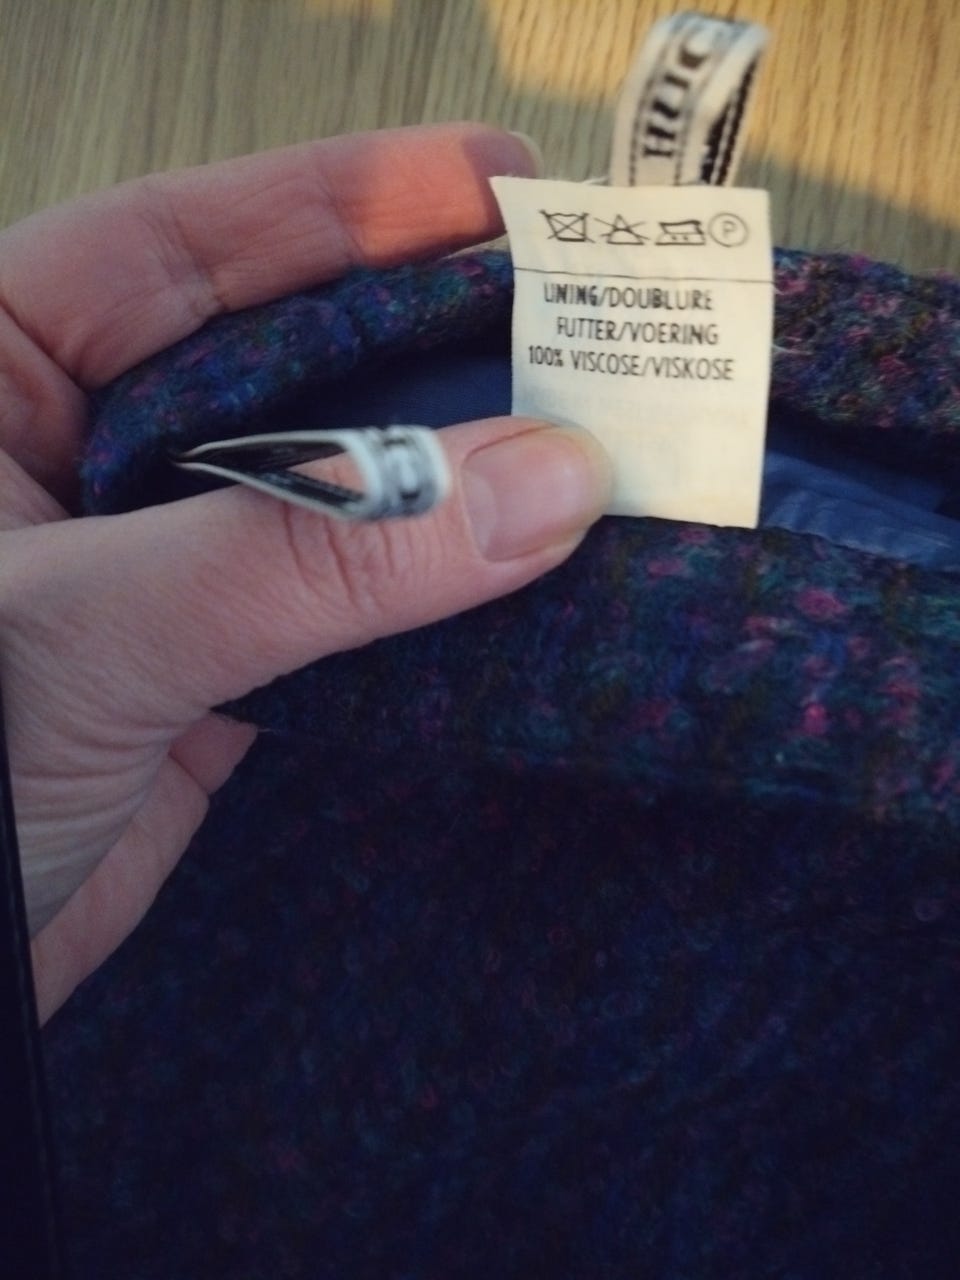 P
LINING/DOUBLURE
FUTTER/VOERING
100% VISCOSE/VISKOSE